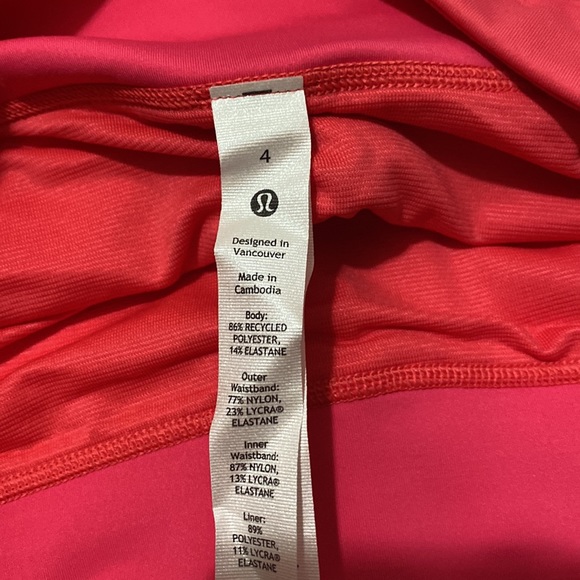 4
Designed in
Vancouver
Made in
Cambodia
Body:
86% RECYCLED
POLYESTER,
14% ELASTANE
Outer
Waistband:
77% NYLON,
23% LYCRA®
ELASTANE
Inner
Waistband:
87% NYLON,
13% LYCRA®
ELASTANE
Liner:
89%
POLYESTER,
11% LYCRA®
ELASTANE